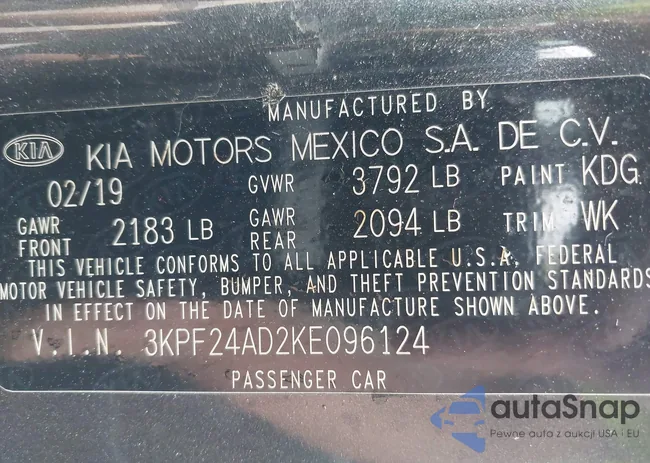 MANUFACTURED BY
KIA KIA MOTORS MEXICO S.A. DE C.V.
02/19 GVWR 3792 LB PAINT KDG
GAWR FRONT 2183 LB GAWR REAR 2094 LB TRIM WK
THIS VEHICLE CONFORMS TO ALL APPLICABLE U.S.A. FEDERAL
MOTOR VEHICLE SAFETY, BUMPER, AND THEFT PREVENTION STANDARDS
IN EFFECT ON THE DATE OF MANUFACTURE SHOWN ABOVE.
V.I.N. 3KPF24AD2KE096124
PASSENGER CAR
autaSnap
Pewne auta z aukcji USA i EU